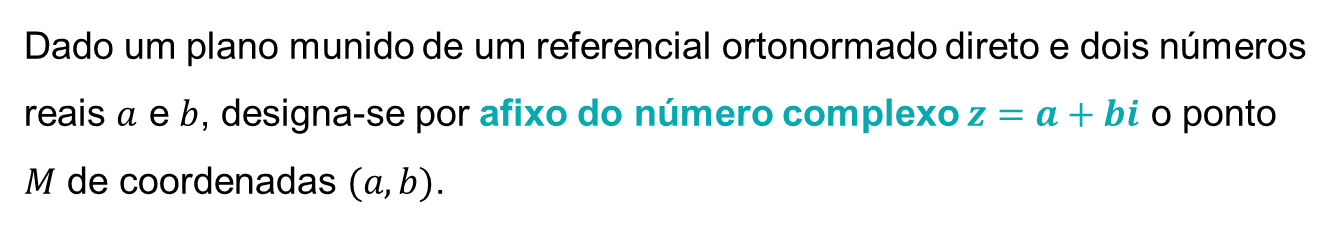 Dado um plano munido de um referencial ortonormado direto e dois números
reais a e b, designa-se por afixo do número complexo z = a + bi o ponto
M de coordenadas (a, b).